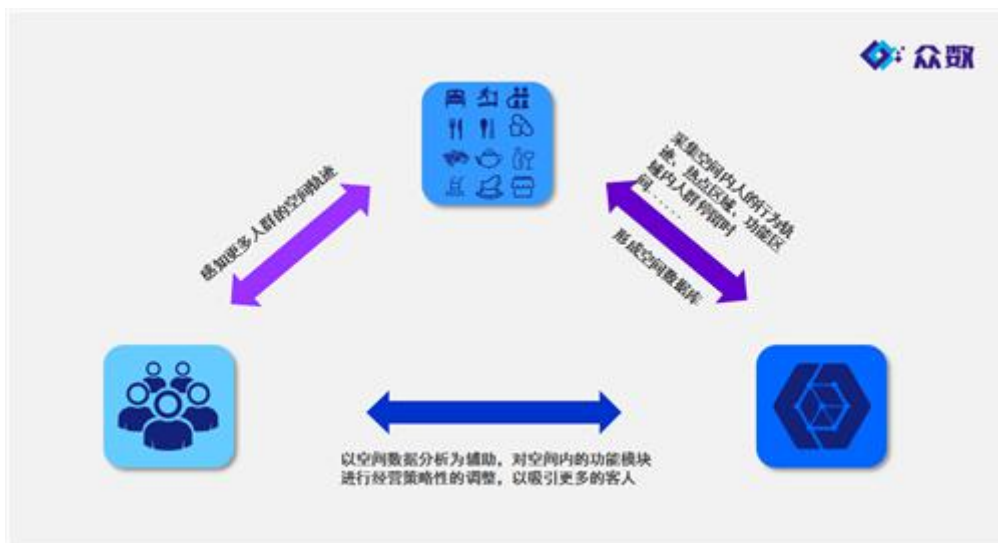 众数
感知更多人群的空间轨迹
采集空间内人的行为轨
迹、热点区域、功能区
域内人群停留时
间......
形成空间数据库
以空间数据分析为辅助，对空间内的功能模块
进行经营策略性的调整，以吸引更多的客人